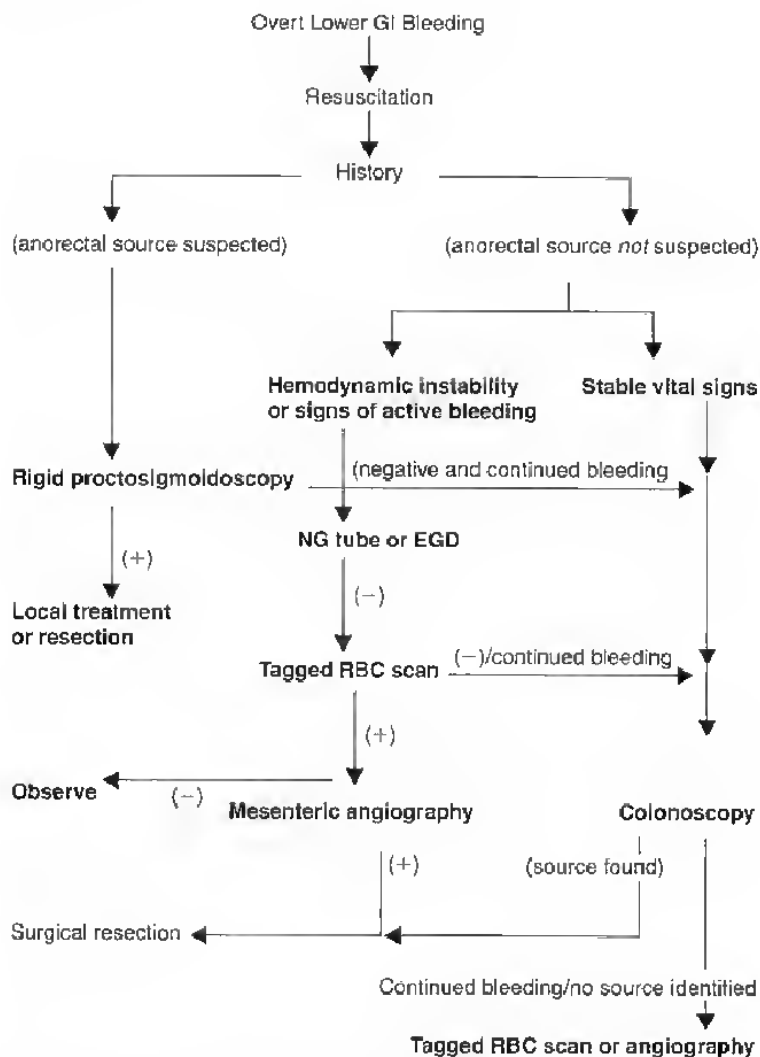 Overt Lower GI Bleeding
Resuscitation
History
(anorectal source suspected)
(anorectal source not suspected)
Hemodynamic instability
or signs of active bleeding
Stable vital signs
Rigid proctosigmoidoscopy
(negative and continued bleeding
NG tube or EGD
(+)
(−)
Local treatment
or resection
Tagged RBC scan
(−)/continued bleeding
(+)
Observe
(−)
Mesenteric angiography
Colonoscopy
(+)
(source found)
Surgical resection
Continued bleeding/no source identified
Tagged RBC scan or angiography